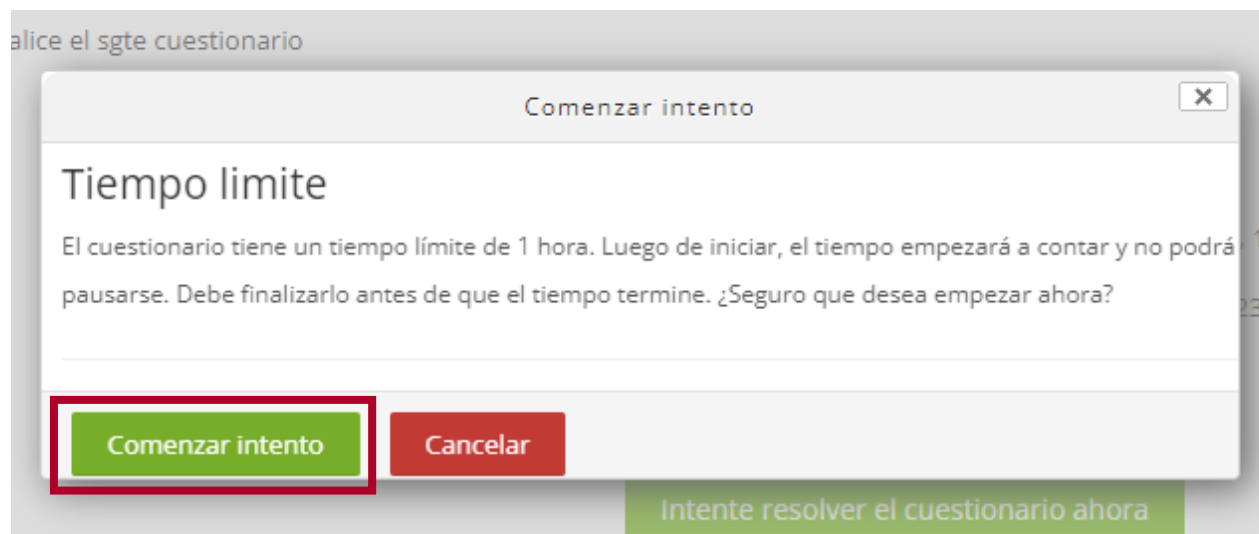 alice el sgte cuestionario
Comenzar intento
Tiempo limite
El cuestionario tiene un tiempo límite de 1 hora. Luego de iniciar, el tiempo empezará a contar y no podrá
pausarse. Debe finalizarlo antes de que el tiempo termine. ¿Seguro que desea empezar ahora?
23
Comenzar intento
Cancelar
Intente resolver el cuestionario ahora